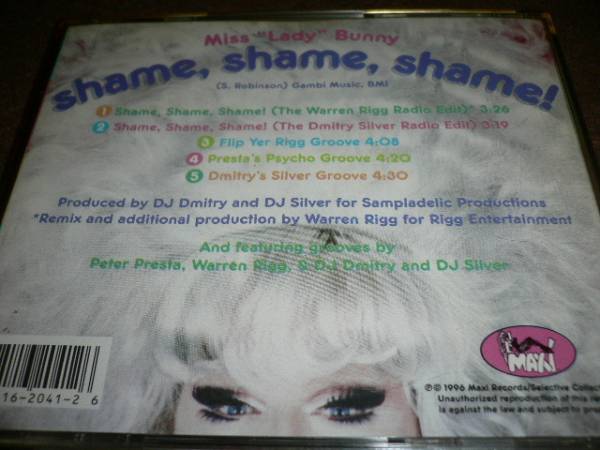 Miss "Lady" Bunny
shame, shame, shame!
(S. Robinson) Gambi Music, BMI
1 Shame, Shame, Shame! (The Warren Rigg Radio Edit)* 3:26
2 Shame, Shame, Shame! (The Dmitry Silver Radio Edit) 3:19
3 Flip Yer Rigg Groove 4:08
4 Presta's Psycho Groove 4:20
5 Dmitry's Silver Groove 4:30
Produced by DJ Dmitry and DJ Silver for Sampladelic Productions
*Remix and additional production by Warren Rigg for Rigg Entertainment
And featuring grooves by
Peter Presta, Warren Rigg, & DJ Dmitry and DJ Silver
MAXI
16-2041-2 6
℗© 1996 Maxi Records/Selective Collect
Unauthorized reproduction of this re
is against the law and subject to pro